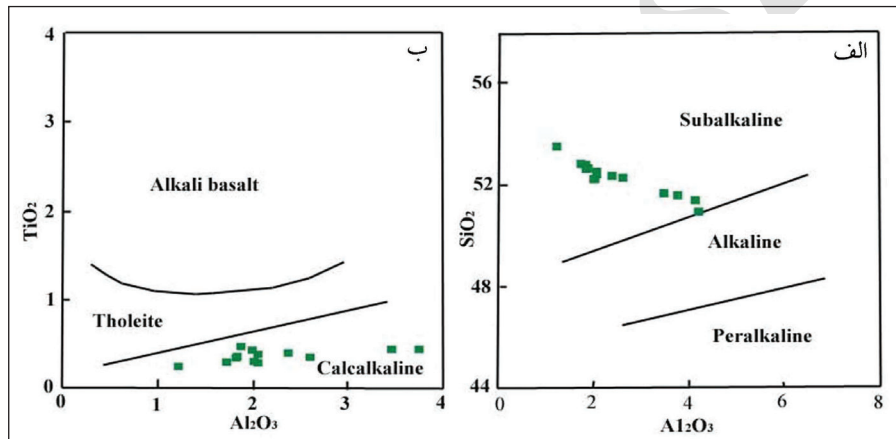 ب
4
3
2
1
0
TiO₂
Alkali basalt
Tholeite
Calcalkaline
0 1 2 3 4
Al₂O₃
الف
56
52
48
44
SiO₂
Subalkaline
Alkaline
Peralkaline
0 2 4 6 8
A1₂O₃